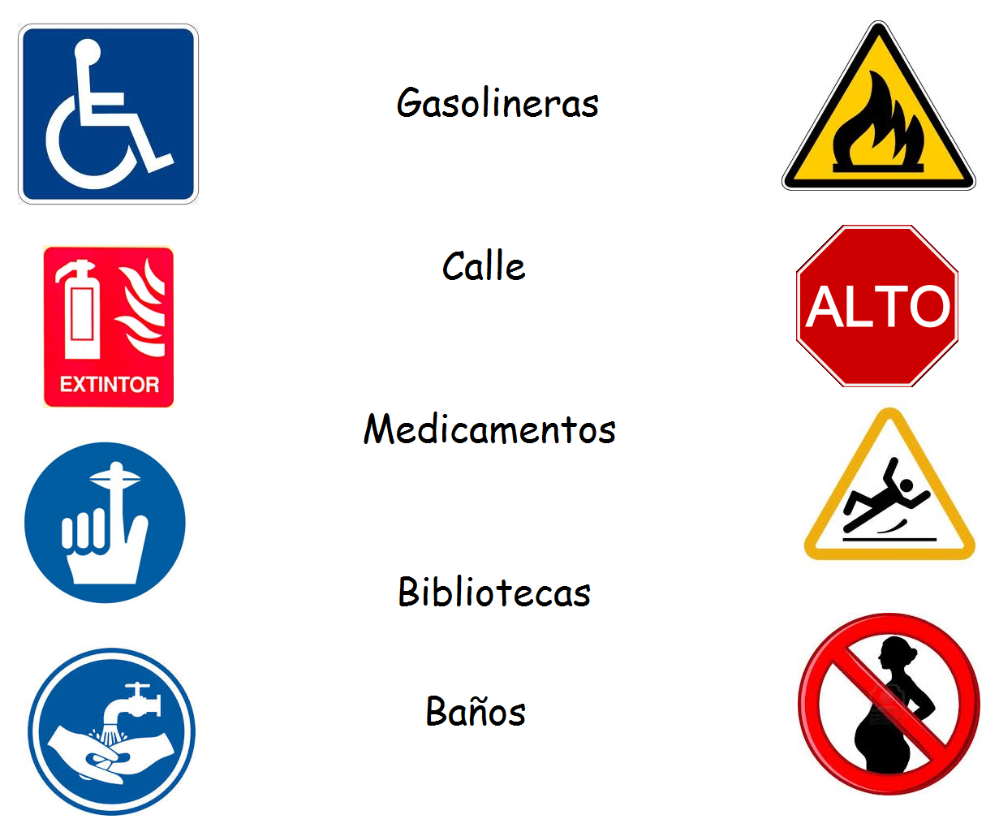 Gasolineras
Calle
ALTO
EXTINTOR
Medicamentos
Bibliotecas
Baños